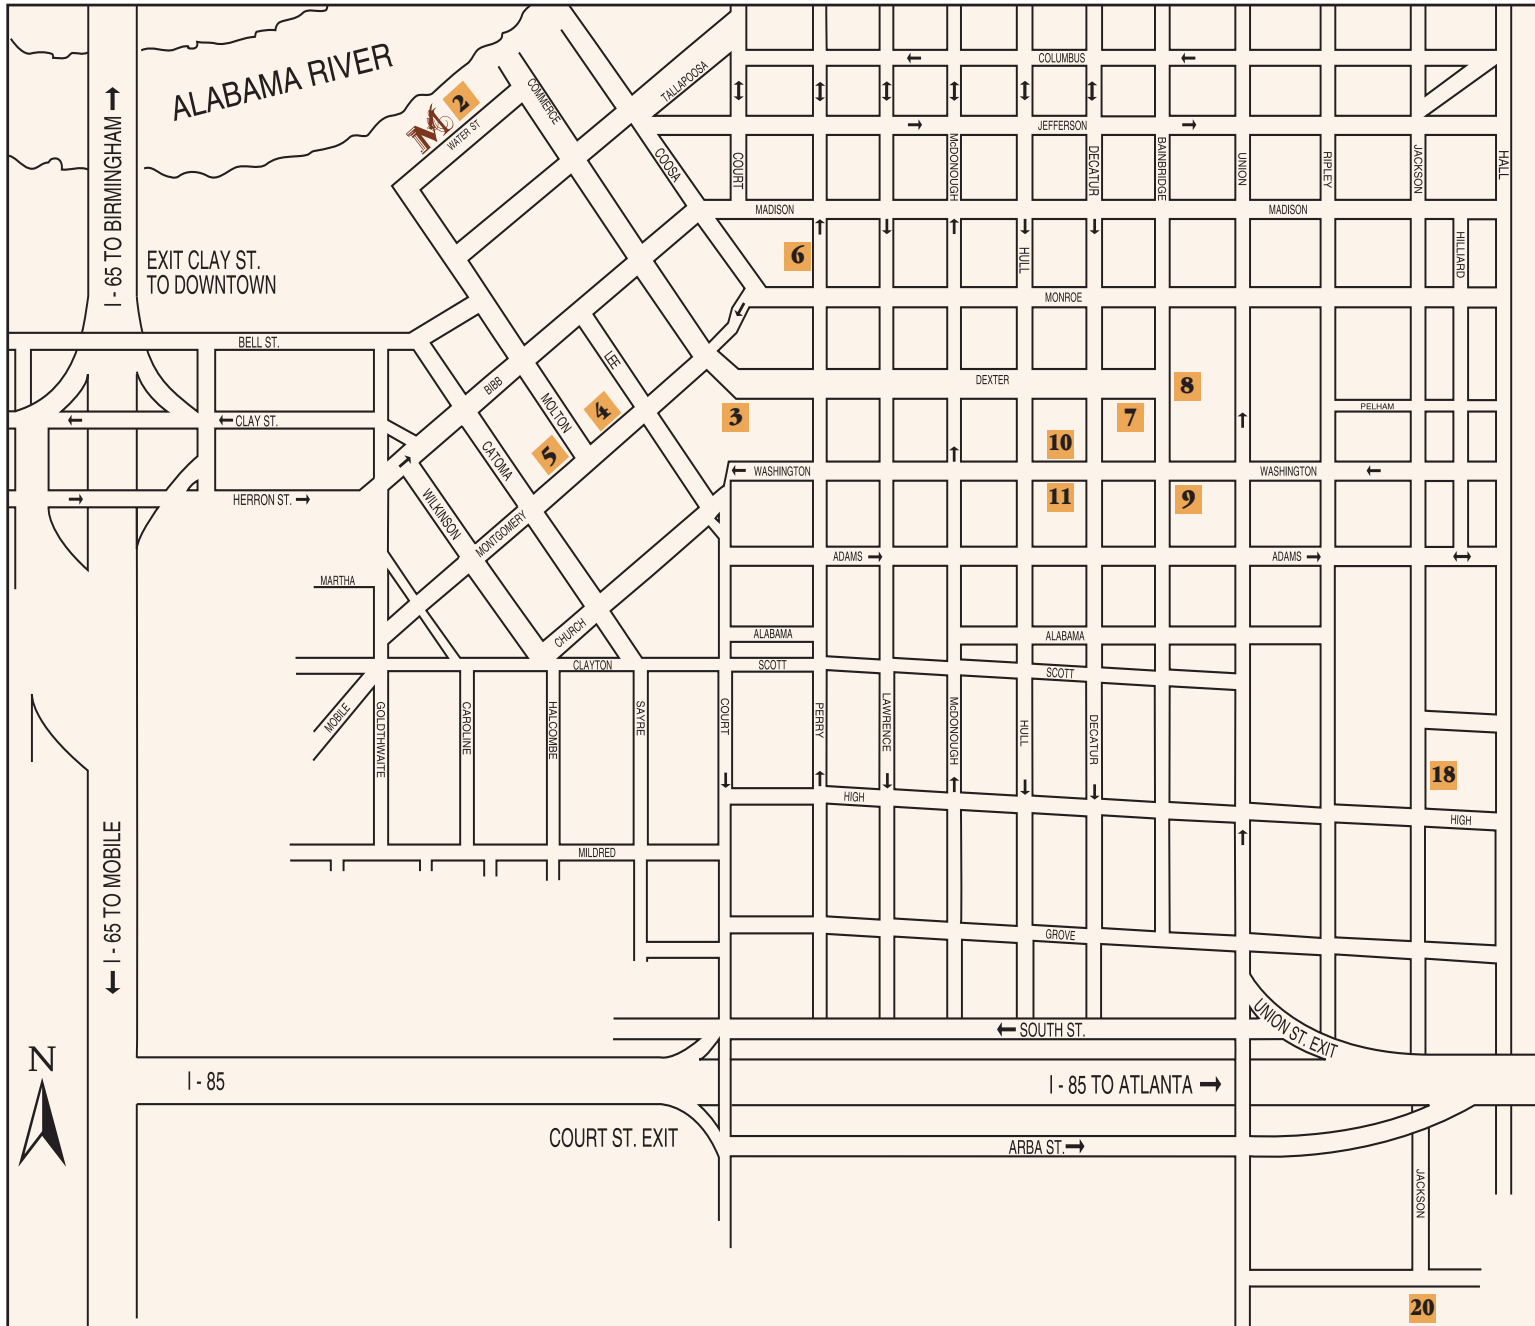 COLUMBUS
ALABAMA RIVER
2
M
WATER ST
COMMERCE
TALLAPOOSA
JEFFERSON
I - 65 TO BIRMINGHAM
COOSA
COURT
McDONOUGH
DECATUR
BAINBRIDGE
UNION
RIPLEY
JACKSON
HALL
MADISON
MADISON
EXIT CLAY ST.
TO DOWNTOWN
6
HULL
HILLIARD
MONROE
BELL ST.
LEE
BIBB
DEXTER
8
MOLTON
4
3
7
PELHAM
CLAY ST.
10
CATOMA
5
WASHINGTON
WASHINGTON
HERRON ST.
WILKINSON
11
9
MONTGOMERY
ADAMS
ADAMS
MARTHA
CHURCH
ALABAMA
ALABAMA
CLAYTON
SCOTT
SCOTT
MOBILE
GOLDTHWAITE
CAROLINE
HALCOMBE
SAYRE
COURT
PERRY
LAWRENCE
McDONOUGH
HULL
DECATUR
18
HIGH
HIGH
MILDRED
I - 65 TO MOBILE
GROVE
SOUTH ST.
UNION ST. EXIT
N
I - 85
I - 85 TO ATLANTA
COURT ST. EXIT
ARBA ST.
JACKSON
20